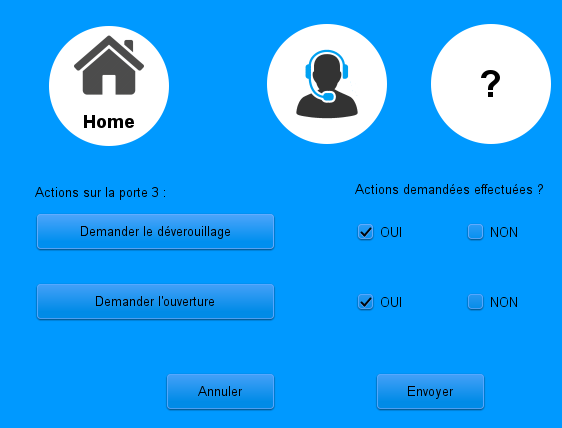 ?
Home
Actions sur la porte 3 :
Actions demandées effectuées ?
Demander le déverouillage
OUI
NON
Demander l'ouverture
OUI
NON
Annuler
Envoyer